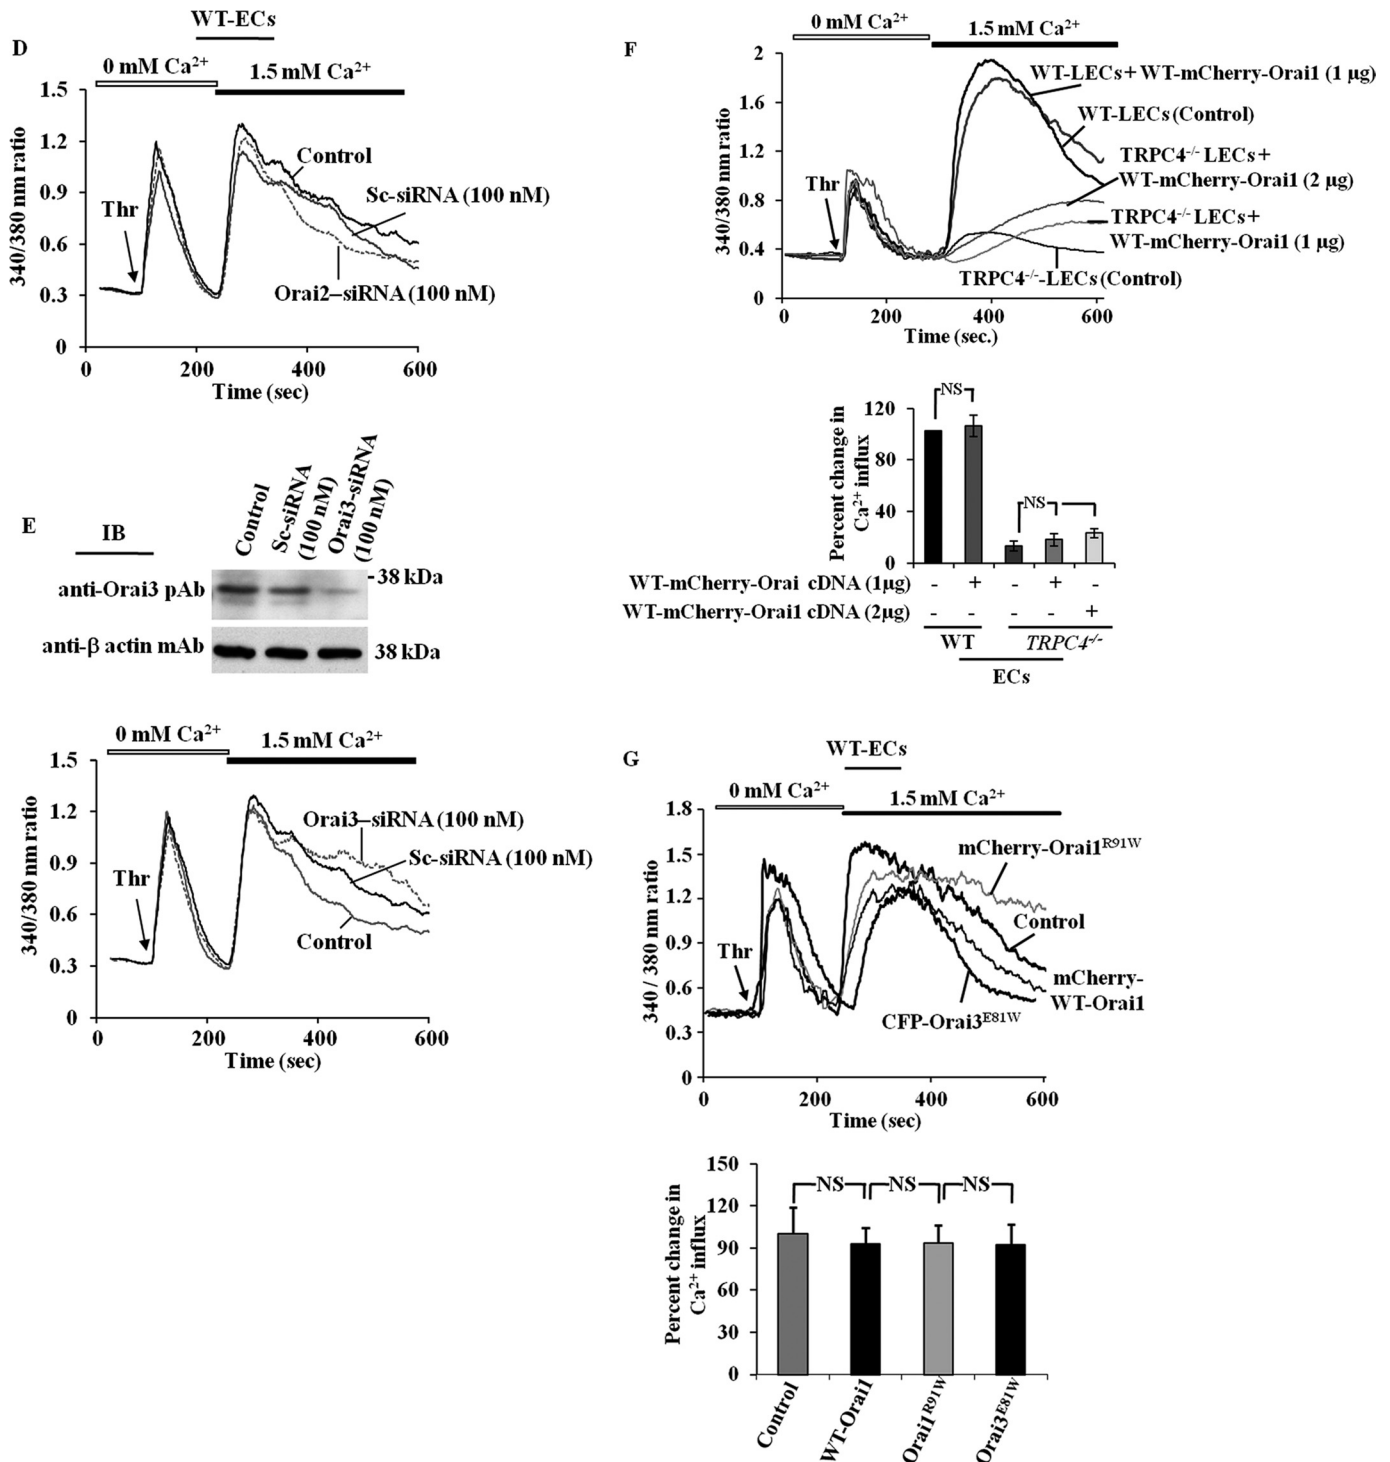 D
WT-ECs
0 mM Ca²⁺
1.5 mM Ca²⁺
340/380 nm ratio
1.5
1.2
0.9
0.6
0.3
0
Thr
Control
Sc-siRNA (100 nM)
Orai2–siRNA (100 nM)
0 200 400 600
Time (sec)
E
IB
Control
Sc-siRNA
(100 nM)
Orai3-siRNA
(100 nM)
anti-Orai3 pAb
-38 kDa
anti-β actin mAb
38 kDa
0 mM Ca²⁺
1.5 mM Ca²⁺
340/380 nm ratio
1.5
1.2
0.9
0.6
0.3
0
Thr
Orai3–siRNA (100 nM)
Sc-siRNA (100 nM)
Control
0 200 400 600
Time (sec)
F
0 mM Ca²⁺
1.5 mM Ca²⁺
340/380 nm ratio
2
1.6
1.2
0.8
0.4
0
Thr
WT-LECs+ WT-mCherry-Orai1 (1 µg)
WT-LECs (Control)
TRPC4⁻/⁻ LECs+
WT-mCherry-Orai1 (2 µg)
TRPC4⁻/⁻ LECs+
WT-mCherry-Orai1 (1 µg)
TRPC4⁻/⁻-LECs (Control)
0 200 400 600
Time (sec.)
Percent change in
Ca²⁺ influx
120
80
40
0
NS
NS
WT-mCherry-Orai cDNA (1µg) - + - + -
WT-mCherry-Orai1 cDNA (2µg) - - - - +
WT TRPC4⁻/⁻
ECs
G
WT-ECs
0 mM Ca²⁺
1.5 mM Ca²⁺
340 / 380 nm ratio
1.8
1.5
1.2
0.9
0.6
0.3
0
Thr
mCherry-Orai1ᴿ⁹¹ᵂ
Control
mCherry-
WT-Orai1
CFP-Orai3ᴱ⁸¹ᵂ
0 200 400 600
Time (sec)
Percent change in
Ca²⁺ influx
150
120
90
60
30
0
NS NS NS
Control
WT-Orai1
Orai1ᴿ⁹¹ᵂ
Orai3ᴱ⁸¹ᵂ